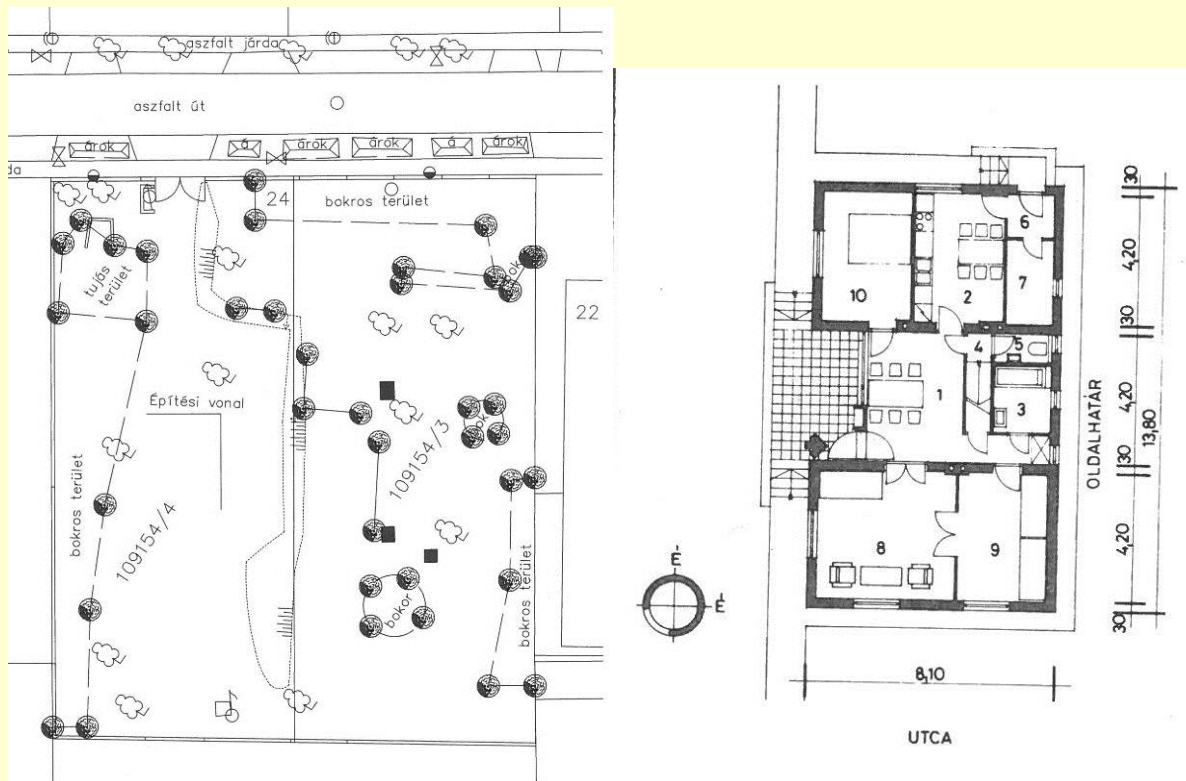 aszfalt járda
aszfalt út
árok
á
árok
árok
á
árok
da
24
bokros terület
tujás
terület
22
Építési vonal
bokros terület
109154/4
109154/3
bokros terület
bokor
6
10
2
7
5
4
1
3
8
9
É
É
OLDALHATÁR
30
4,20
30
4,20
30
4,20
30
13,80
8,10
UTCA